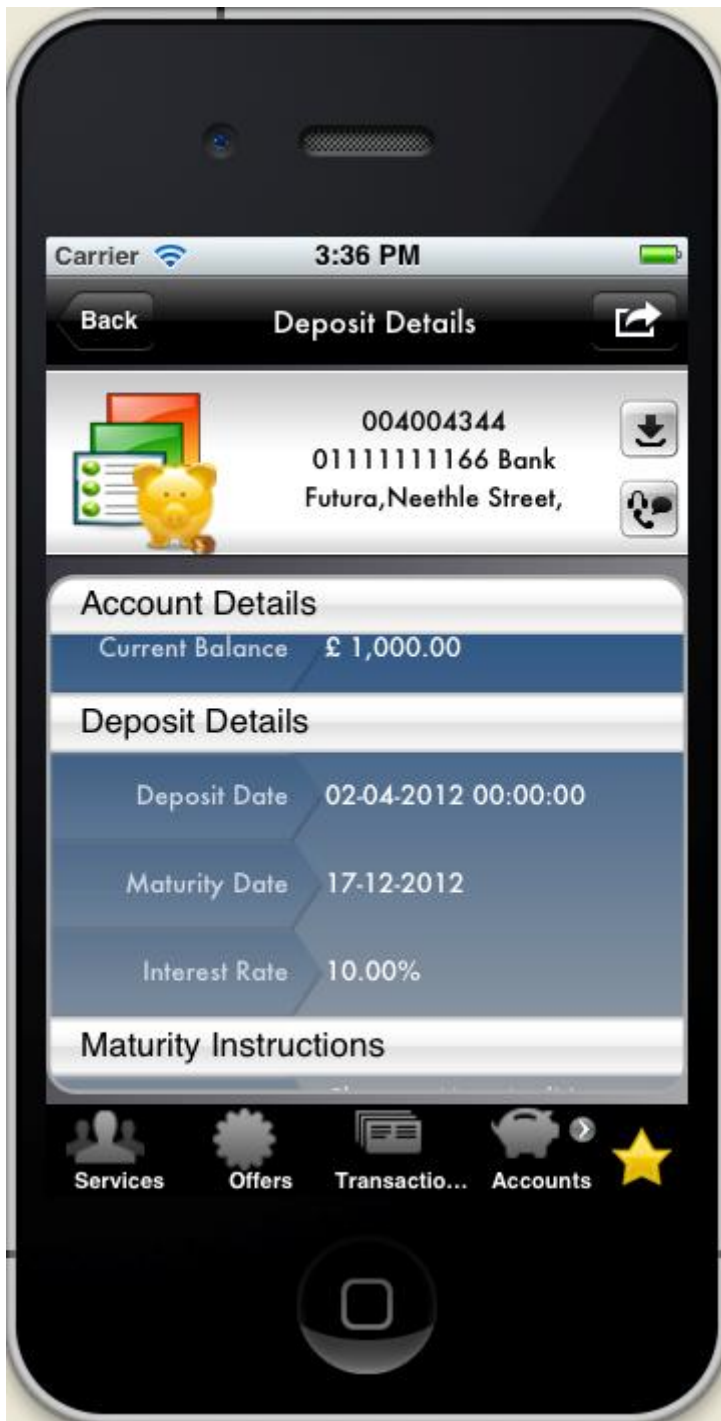 Carrier 3:36 PM
Back Deposit Details
004004344
01111111166 Bank
Futura,Neethle Street,
Account Details
Current Balance £ 1,000.00
Deposit Details
Deposit Date 02-04-2012 00:00:00
Maturity Date 17-12-2012
Interest Rate 10.00%
Maturity Instructions
Services Offers Transactio... Accounts